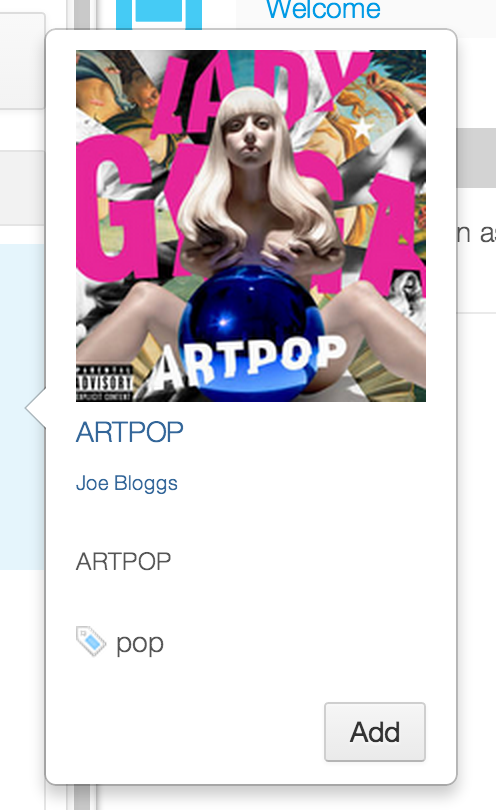 Welcome
LADY
GAGA
ARTPOP
PARENTAL
ADVISORY
EXPLICIT CONTENT
n as
ARTPOP
Joe Bloggs
ARTPOP
pop
Add